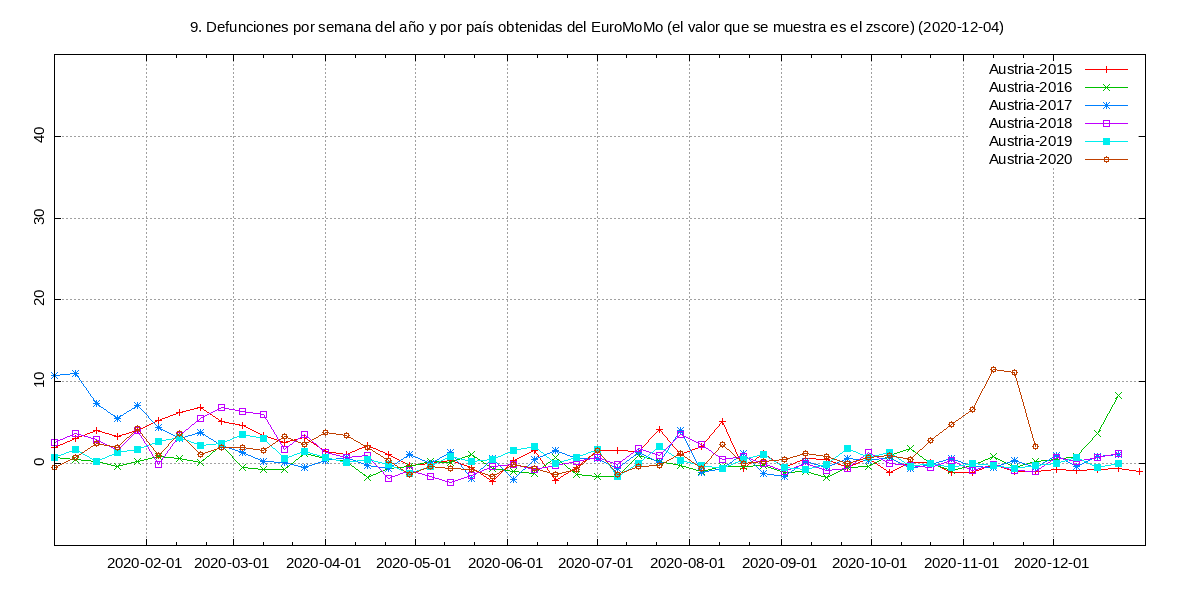 9. Defunciones por semana del año y por país obtenidas del EuroMoMo (el valor que se muestra es el zscore) (2020-12-04)
Austria-2015
Austria-2016
Austria-2017
Austria-2018
Austria-2019
Austria-2020
40
30
20
10
0
2020-02-01 2020-03-01 2020-04-01 2020-05-01 2020-06-01 2020-07-01 2020-08-01 2020-09-01 2020-10-01 2020-11-01 2020-12-01